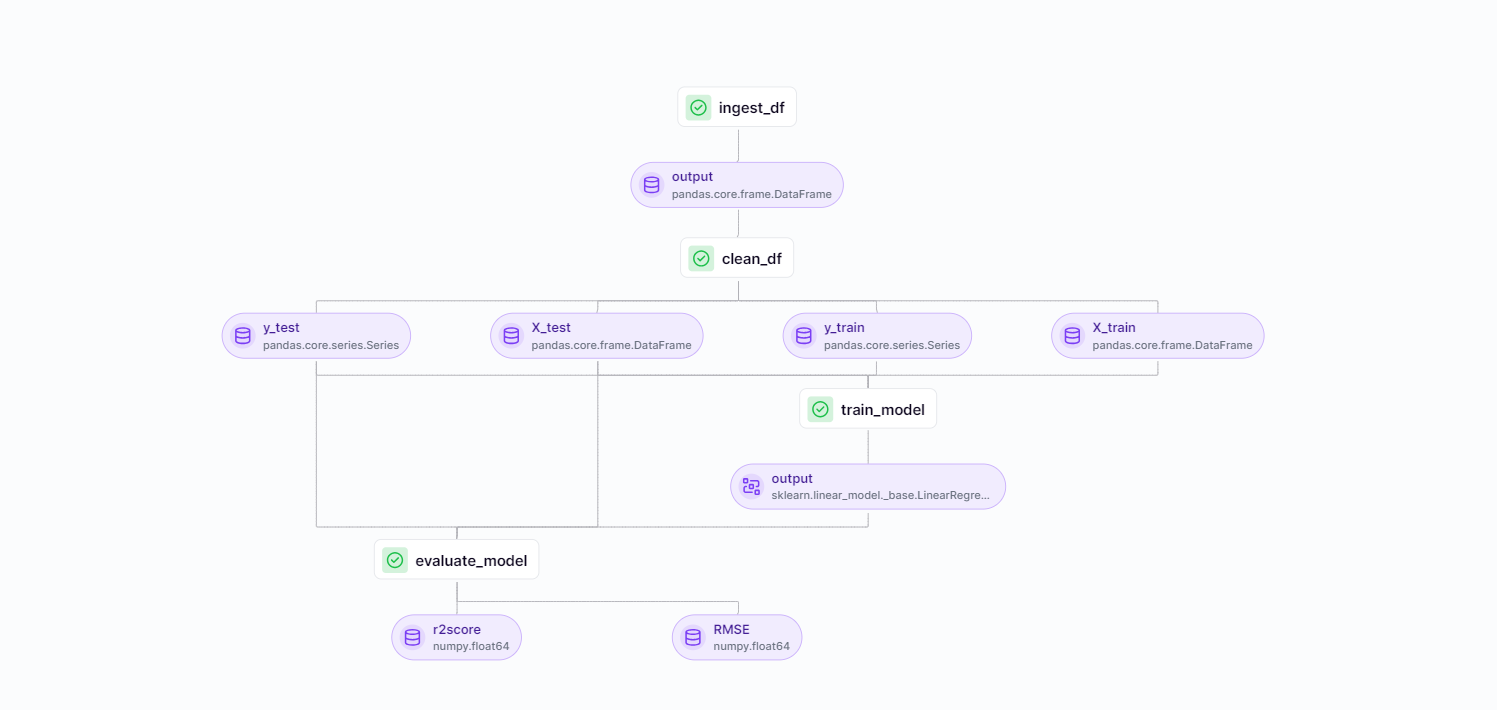 ingest_df
output
pandas.core.frame.DataFrame
clean_df
y_test
pandas.core.series.Series
X_test
pandas.core.frame.DataFrame
y_train
pandas.core.series.Series
X_train
pandas.core.frame.DataFrame
train_model
output
sklearn.linear_model._base.LinearRegre...
evaluate_model
r2score
numpy.float64
RMSE
numpy.float64